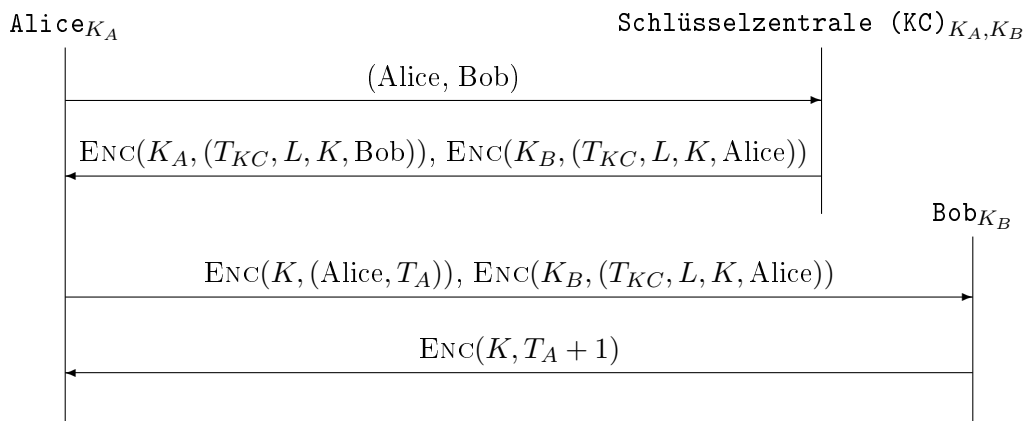 Alice_{K_A}
Schlüsselzentrale (KC)_{K_A,K_B}
(Alice, Bob)
ENC(K_A, (T_{KC}, L, K, Bob)), ENC(K_B, (T_{KC}, L, K, Alice))
Bob_{K_B}
ENC(K, (Alice, T_A)), ENC(K_B, (T_{KC}, L, K, Alice))
ENC(K, T_A + 1)